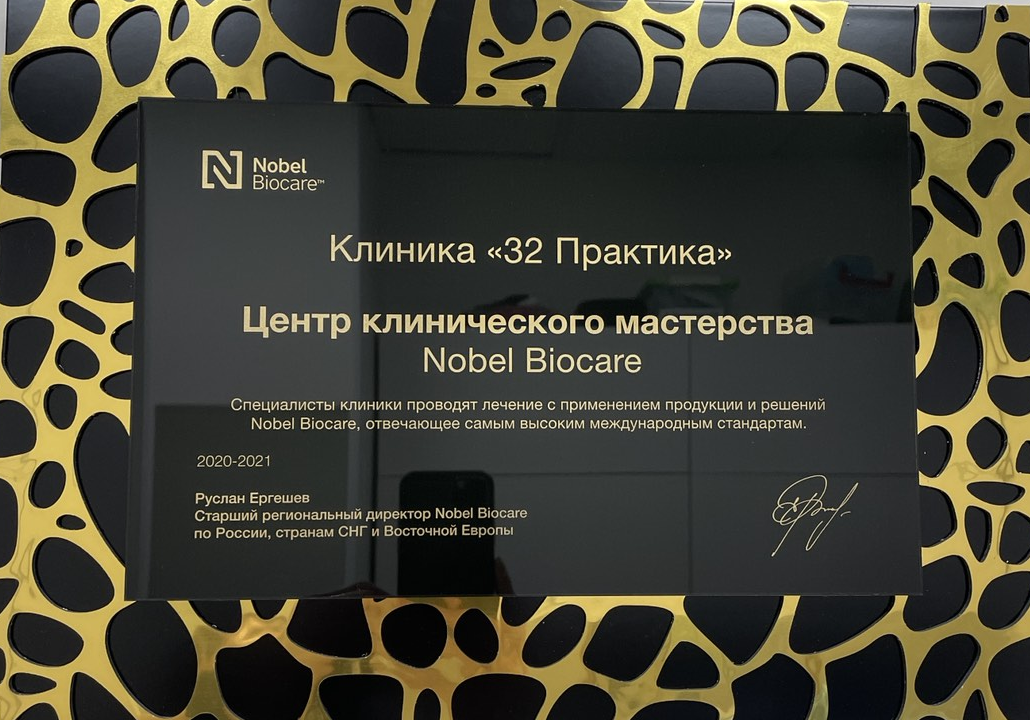 Nobel
Biocare™
Клиника «32 Практика»
Центр клинического мастерства
Nobel Biocare
Специалисты клиники проводят лечение с применением продукции и решений
Nobel Biocare, отвечающее самым высоким международным стандартам.
2020-2021
Руслан Ергешев
Старший региональный директор Nobel Biocare
по России, странам СНГ и Восточной Европы